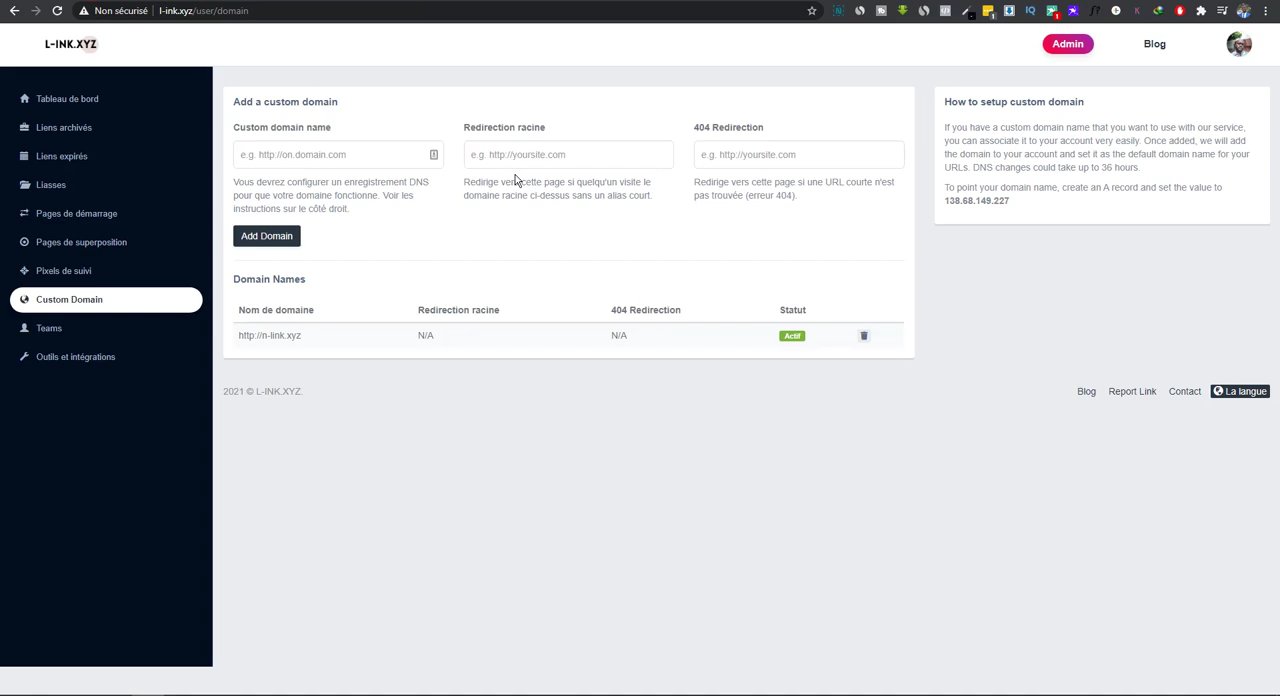 Non sécurisé
l-ink.xyz/user/domain
L-INK.XYZ
Admin
Blog
Tableau de bord
Liens archivés
Liens expirés
Liasses
Pages de démarrage
Pages de superposition
Pixels de suivi
Custom Domain
Teams
Outils et intégrations
Add a custom domain
Custom domain name
e.g. http://on.domain.com
Vous devrez configurer un enregistrement DNS
pour que votre domaine fonctionne. Voir les
instructions sur le côté droit.
Redirection racine
e.g. http://yoursite.com
Redirige vers cette page si quelqu'un visite le
domaine racine ci-dessus sans un alias court.
404 Redirection
e.g. http://yoursite.com
Redirige vers cette page si une URL courte n'est
pas trouvée (erreur 404).
Add Domain
Domain Names
Nom de domaine Redirection racine 404 Redirection Statut
http://n-link.xyz N/A N/A Actif
How to setup custom domain
If you have a custom domain name that you want to use with our service,
you can associate it to your account very easily. Once added, we will add
the domain to your account and set it as the default domain name for your
URLs. DNS changes could take up to 36 hours.
To point your domain name, create an A record and set the value to
138.68.149.227
2021 © L-INK.XYZ.
Blog Report Link Contact La langue